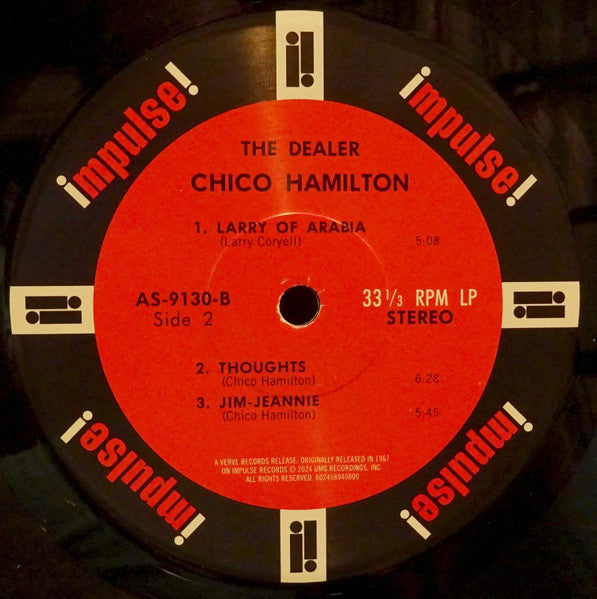 impulse!
impulse!
THE DEALER
CHICO HAMILTON
1. LARRY OF ARABIA
(Larry Coryell) 5:08
AS-9130-B 33 1/3 RPM LP
Side 2 STEREO
2. THOUGHTS
(Chico Hamilton) 6:28
3. JIM-JEANNIE
(Chico Hamilton) 5:45
A VERVE RECORDS RELEASE. ORIGINALLY RELEASED IN 1967
ON IMPULSE RECORDS © 2024 UMG RECORDINGS, INC.
ALL RIGHTS RESERVED. 602458940800
impulse!
impulse!